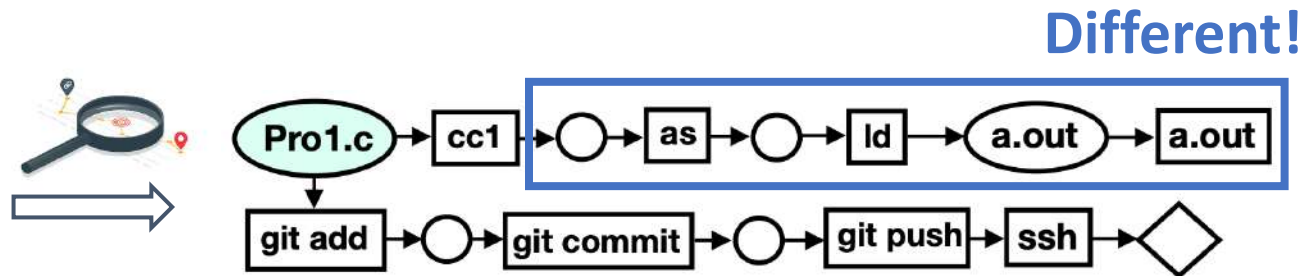 Different!
Pro1.c cc1 as ld a.out a.out
git add git commit git push ssh